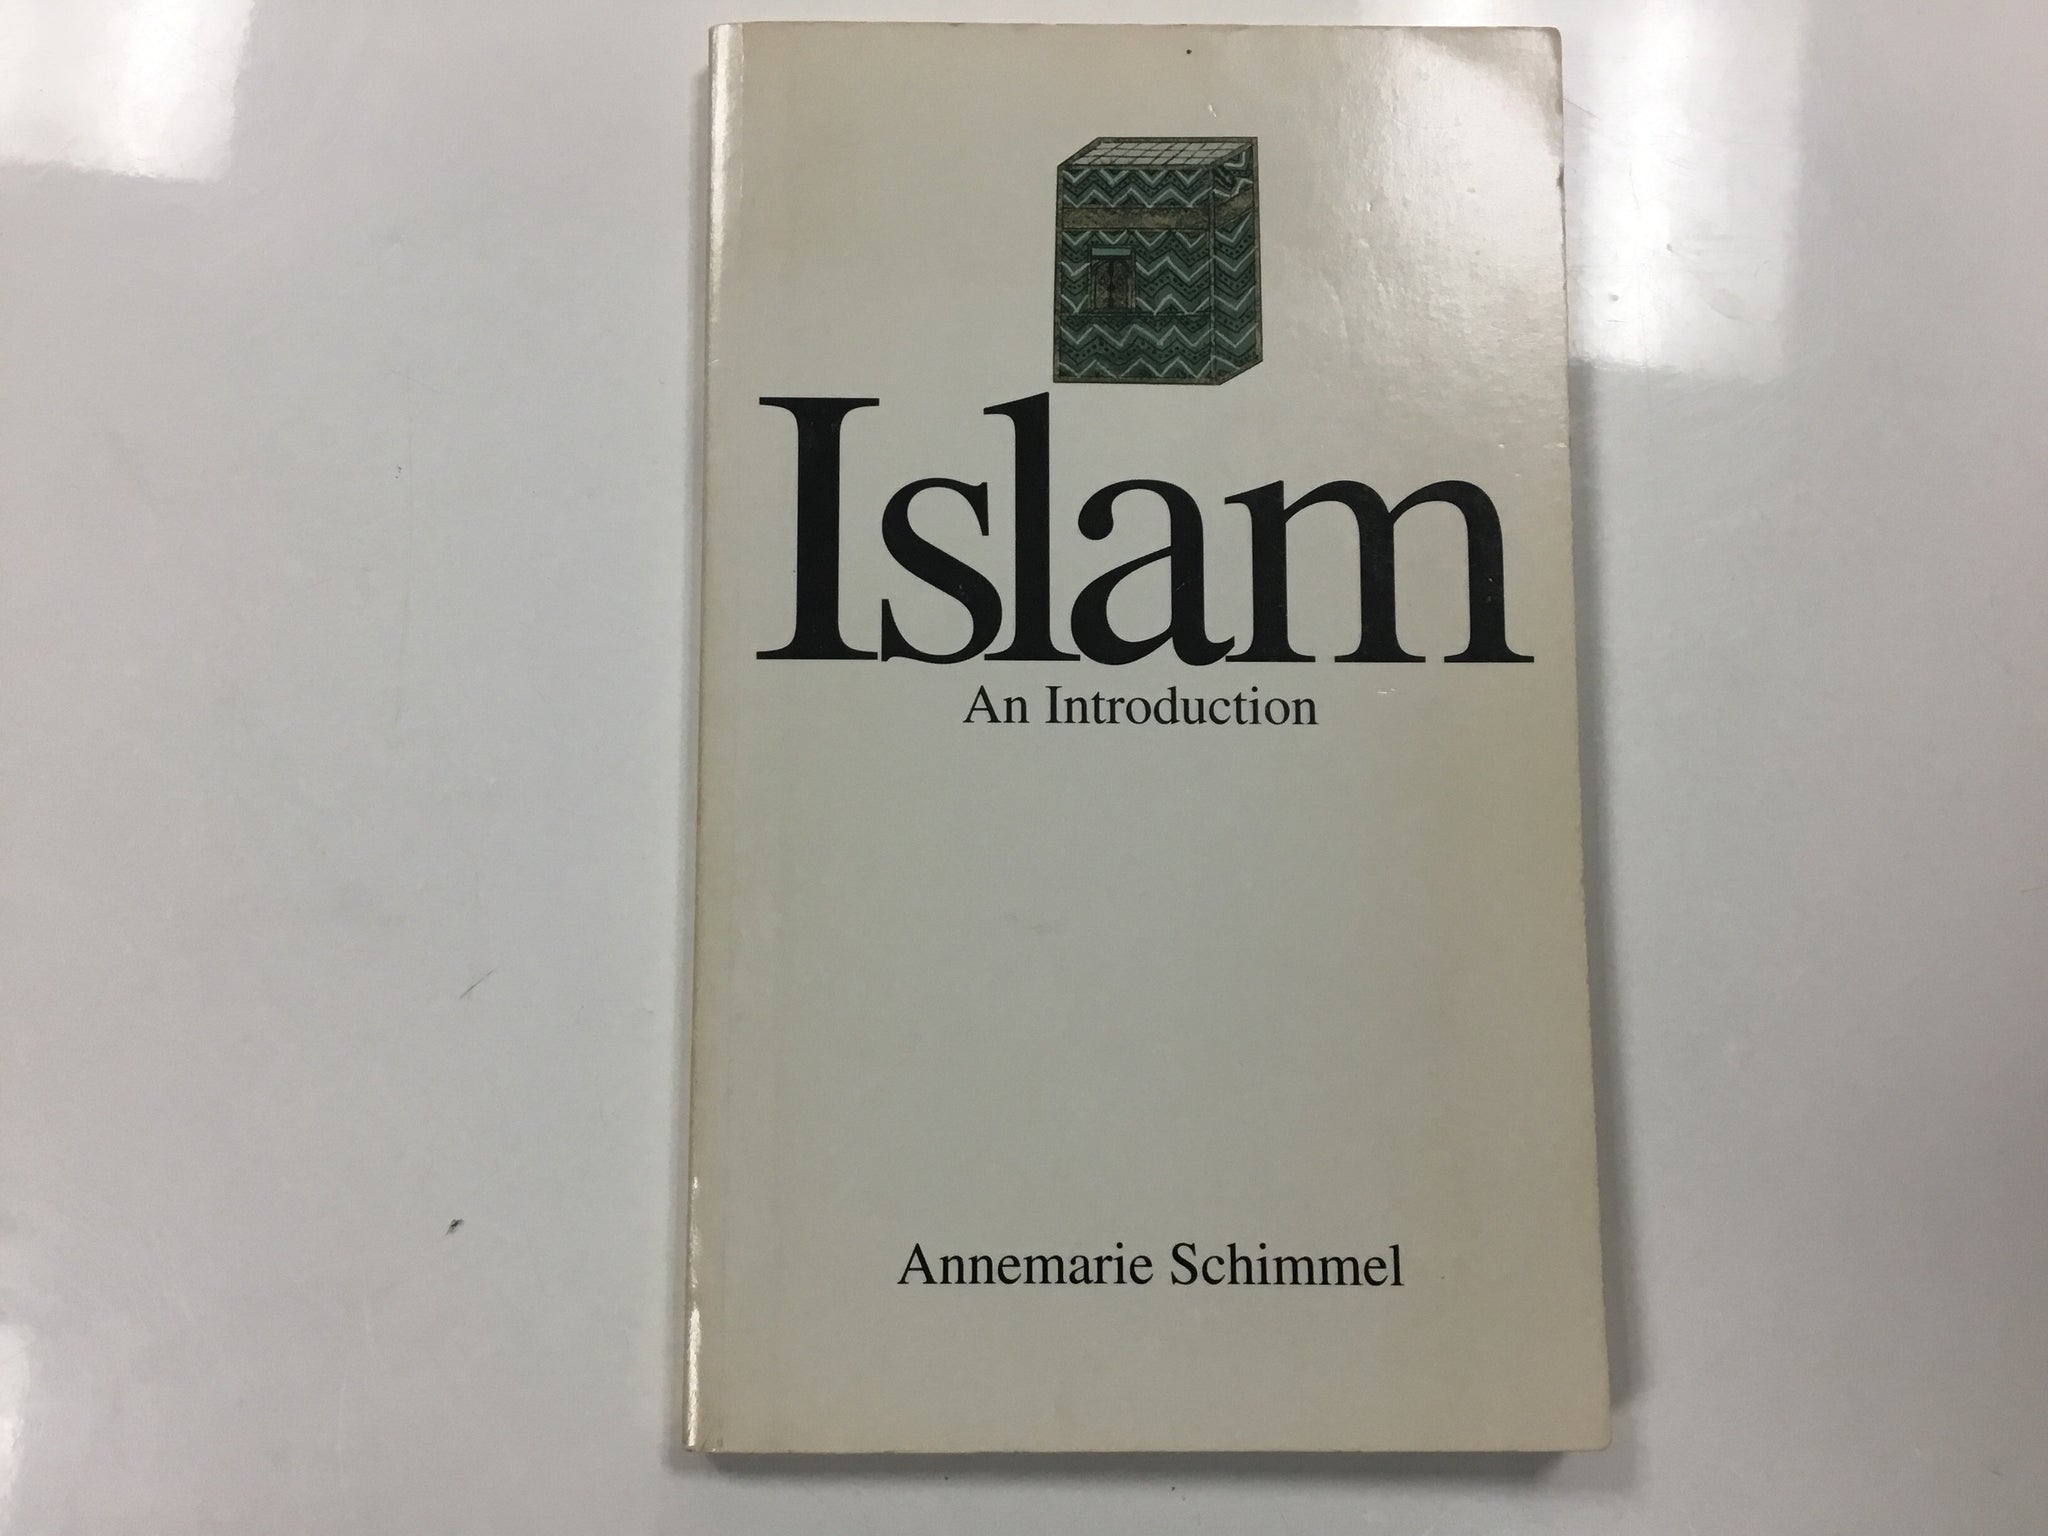 Islam
An Introduction
Annemarie Schimmel